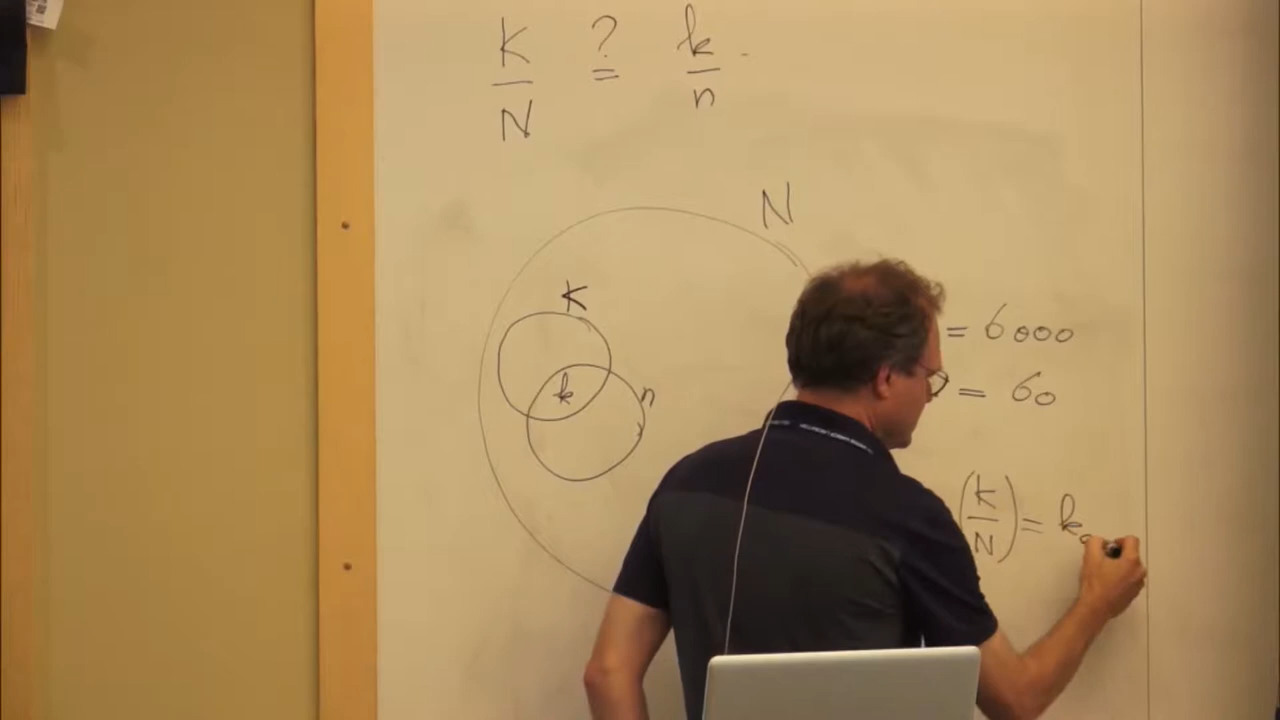 K/N ?= k/n
N
K
k
n
= 6000
= 60
(K/N) = k